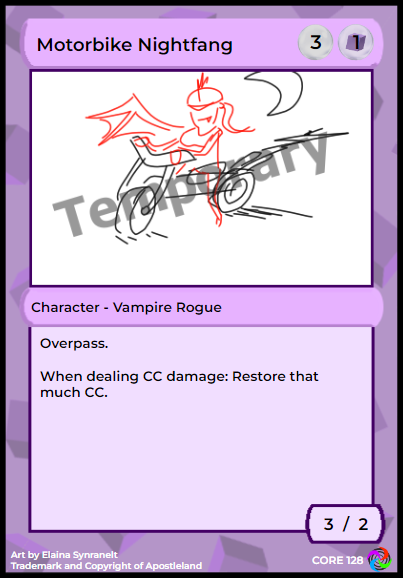 Motorbike Nightfang
3 1
Temporary
Character - Vampire Rogue
Overpass.
When dealing CC damage: Restore that
much CC.
3 / 2
Art by Elaina Synranelt
Trademark and Copyright of Apostleland
CORE 128